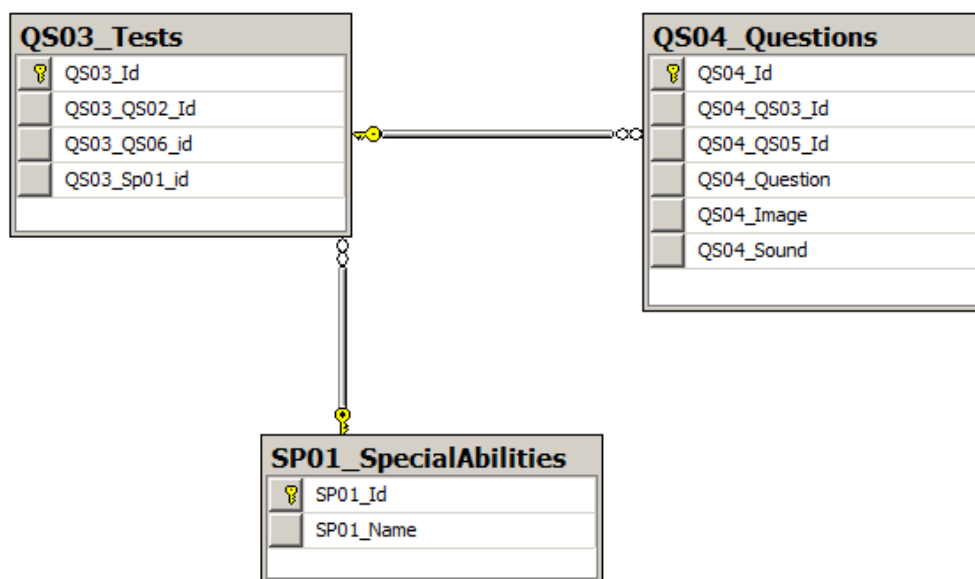 QS03_Tests
QS03_Id
QS03_QS02_Id
QS03_QS06_id
QS03_Sp01_id
QS04_Questions
QS04_Id
QS04_QS03_Id
QS04_QS05_Id
QS04_Question
QS04_Image
QS04_Sound
SP01_SpecialAbilities
SP01_Id
SP01_Name